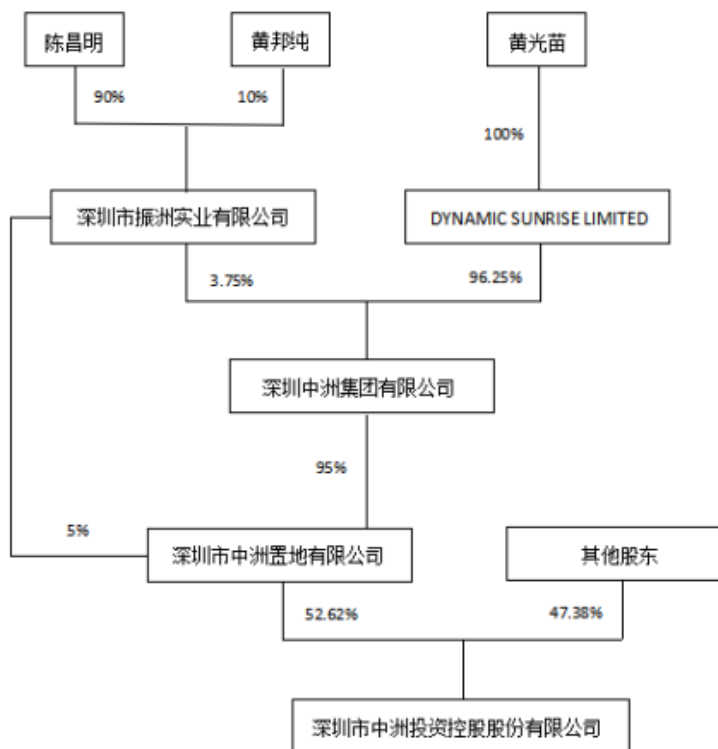 陈昌明
黄邦纯
黄光苗
90%
10%
100%
深圳市振洲实业有限公司
DYNAMIC SUNRISE LIMITED
3.75%
96.25%
深圳中洲集团有限公司
95%
5%
深圳市中洲置地有限公司
其他股东
52.62%
47.38%
深圳市中洲投资控股股份有限公司